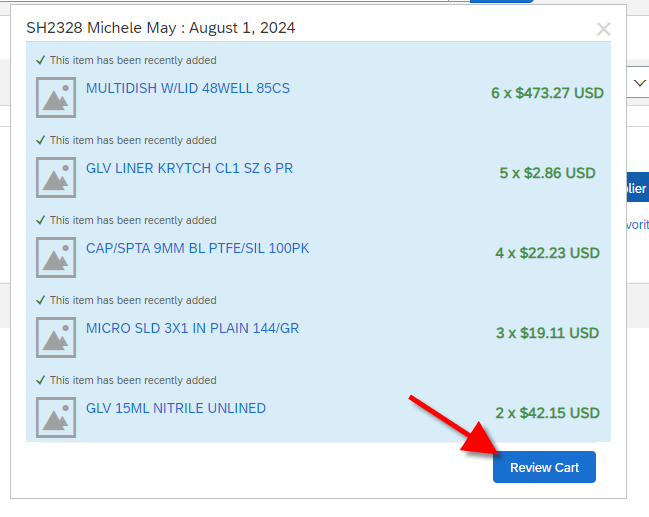 SH2328 Michele May : August 1, 2024
This item has been recently added
MULTIDISH W/LID 48WELL 85CS
6 x $473.27 USD
This item has been recently added
GLV LINER KRYTCH CL1 SZ 6 PR
5 x $2.86 USD
This item has been recently added
CAP/SPTA 9MM BL PTFE/SIL 100PK
4 x $22.23 USD
This item has been recently added
MICRO SLD 3X1 IN PLAIN 144/GR
3 x $19.11 USD
This item has been recently added
GLV 15ML NITRILE UNLINED
2 x $42.15 USD
Review Cart
plier
avorit